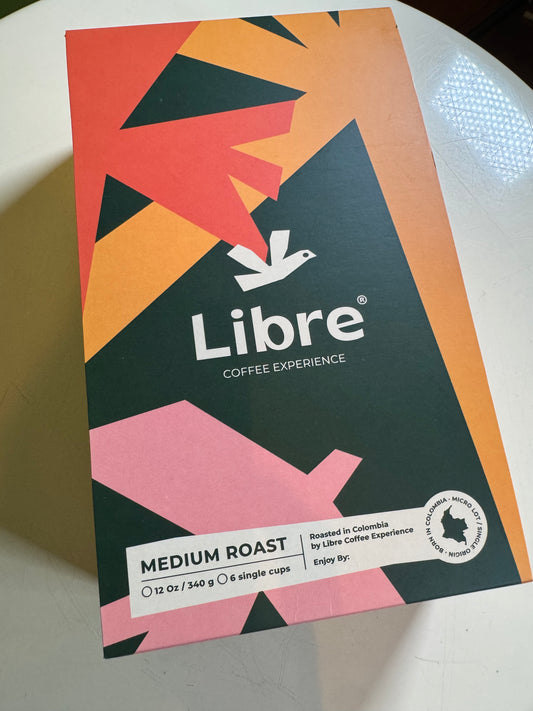 Libre®
COFFEE EXPERIENCE
MEDIUM ROAST
12 Oz / 340 g 6 single cups
Roasted in Colombia
by Libre Coffee Experience
Enjoy By:
BORN IN COLOMBIA - MICRO LOT / SINGLE ORIGIN -